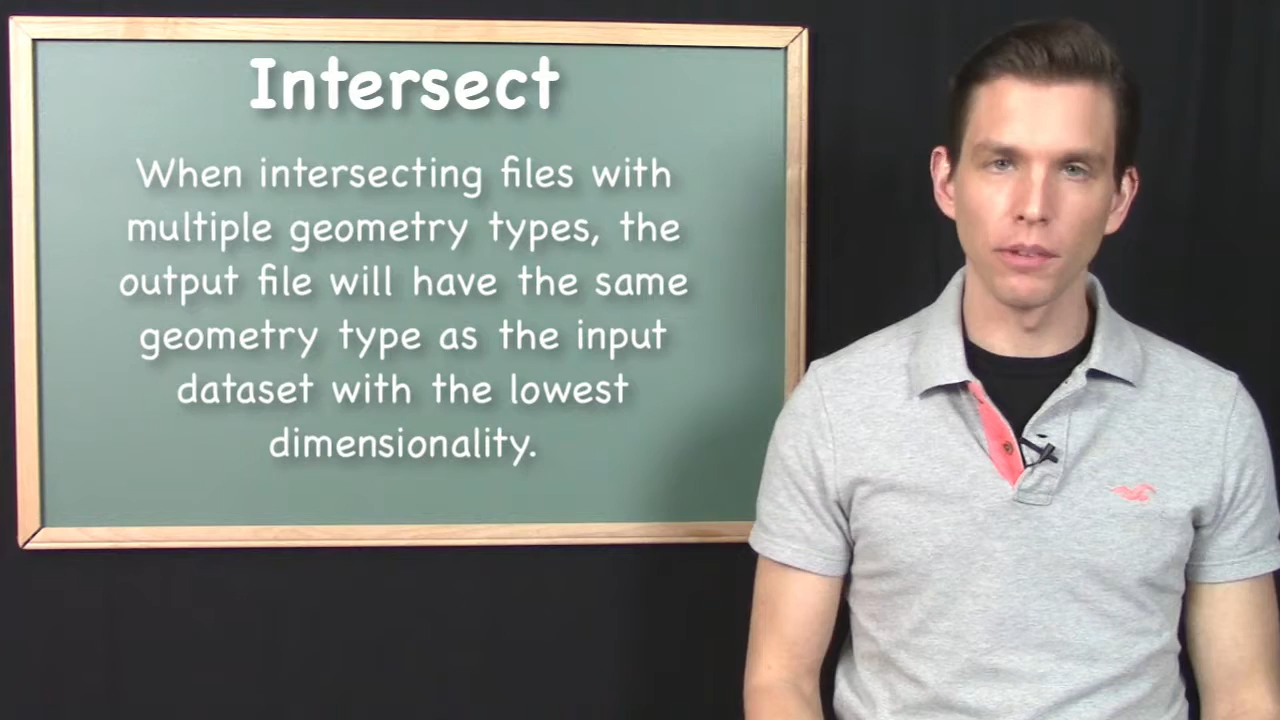 Intersect
When intersecting files with
multiple geometry types, the
output file will have the same
geometry type as the input
dataset with the lowest
dimensionality.